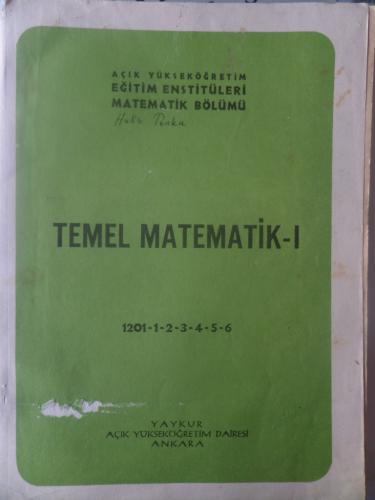 AÇIK YÜKSEKÖĞRETİM
EĞİTİM ENSTİTÜLERİ
MATEMATİK BÖLÜMÜ
TEMEL MATEMATİK-I
1201-1-2-3-4-5-6
YAYKUR
AÇIK YÜKSEKÖĞRETİM DAİRESİ
ANKARA